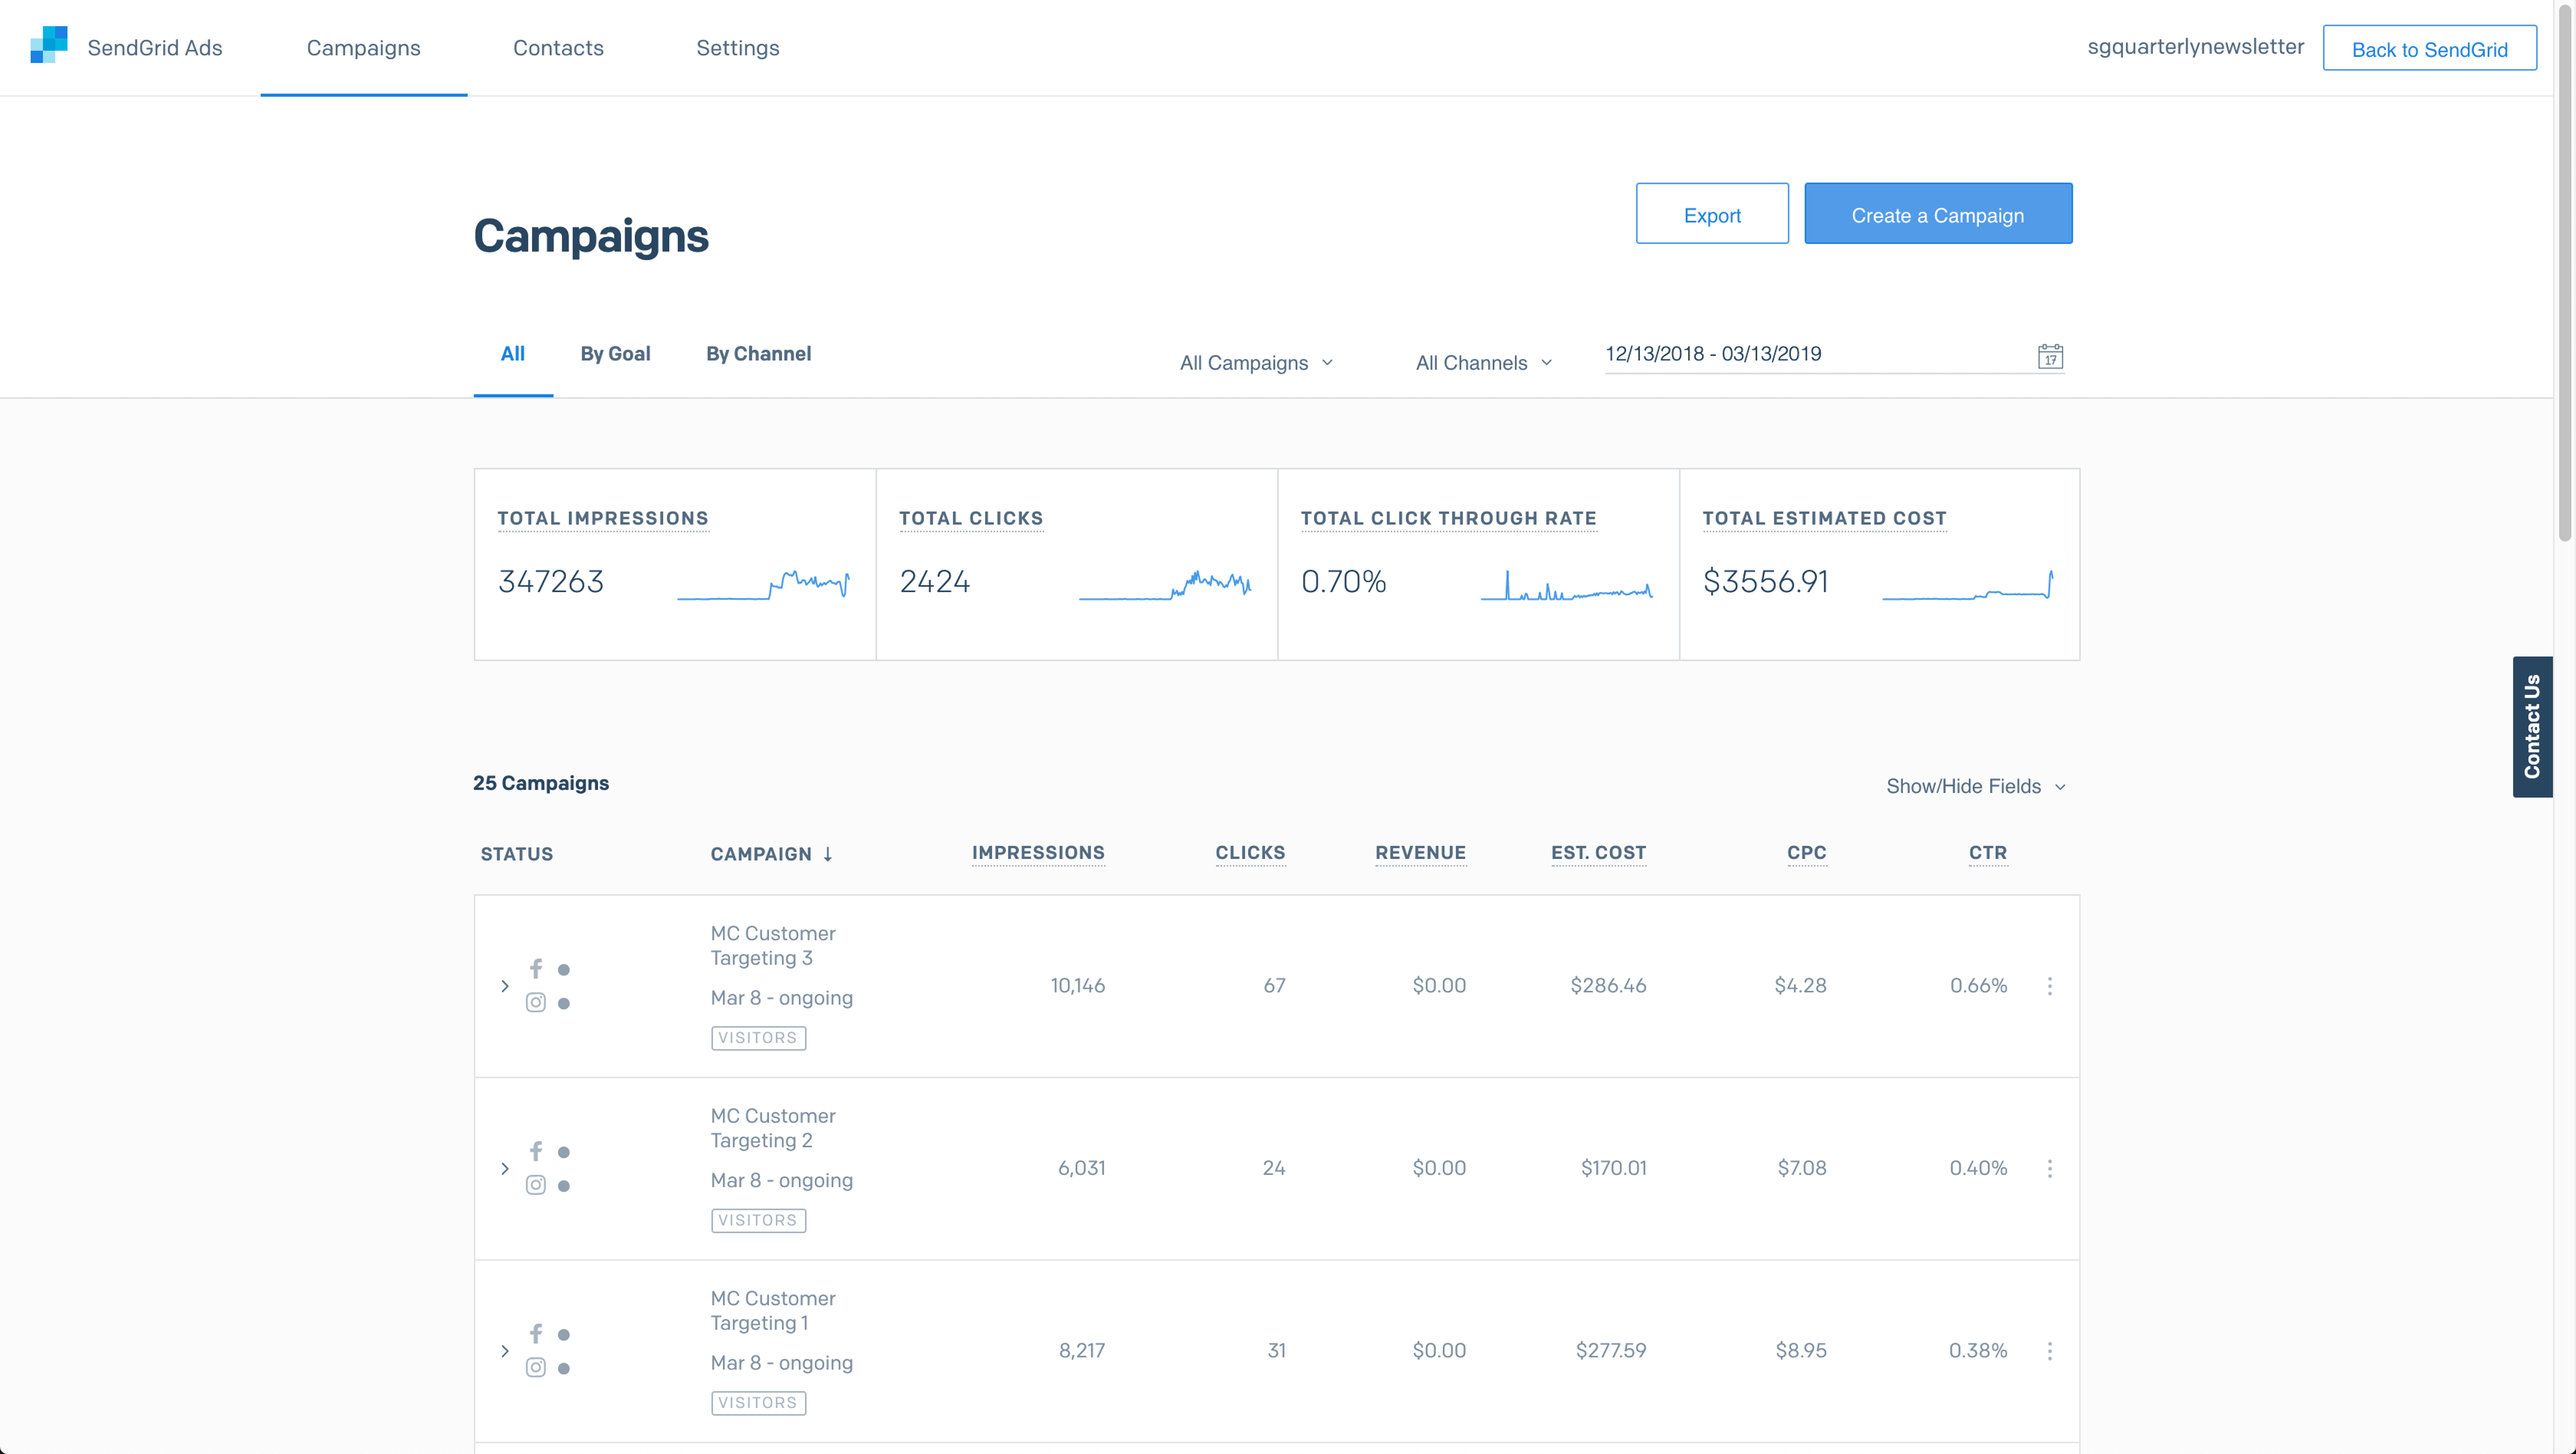 SendGrid Ads
Campaigns
Contacts
Settings
sgquarterlynewsletter
Back to SendGrid
Campaigns
Export
Create a Campaign
All
By Goal
By Channel
All Campaigns
All Channels
12/13/2018 - 03/13/2019
17
TOTAL IMPRESSIONS
347263
TOTAL CLICKS
2424
TOTAL CLICK THROUGH RATE
0.70%
TOTAL ESTIMATED COST
$3556.91
Contact Us
25 Campaigns
Show/Hide Fields
STATUS
CAMPAIGN ↓
IMPRESSIONS
CLICKS
REVENUE
EST. COST
CPC
CTR
MC Customer
Targeting 3
Mar 8 - ongoing
VISITORS
10,146
67
$0.00
$286.46
$4.28
0.66%
MC Customer
Targeting 2
Mar 8 - ongoing
VISITORS
6,031
24
$0.00
$170.01
$7.08
0.40%
MC Customer
Targeting 1
Mar 8 - ongoing
VISITORS
8,217
31
$0.00
$277.59
$8.95
0.38%